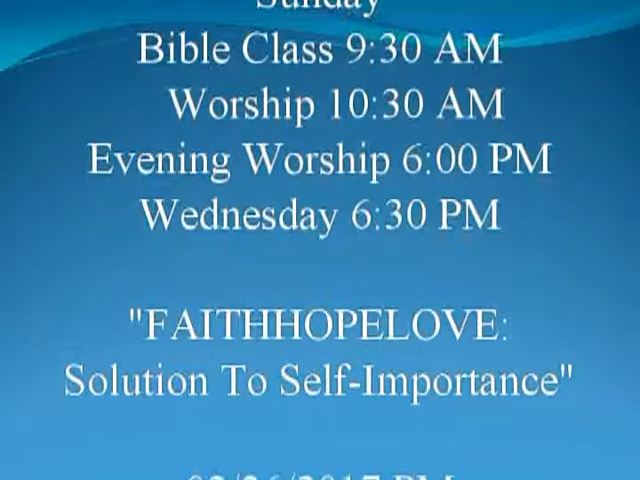 Sunday
Bible Class 9:30 AM
Worship 10:30 AM
Evening Worship 6:00 PM
Wednesday 6:30 PM
"FAITHHOPELOVE:
Solution To Self-Importance"
PM